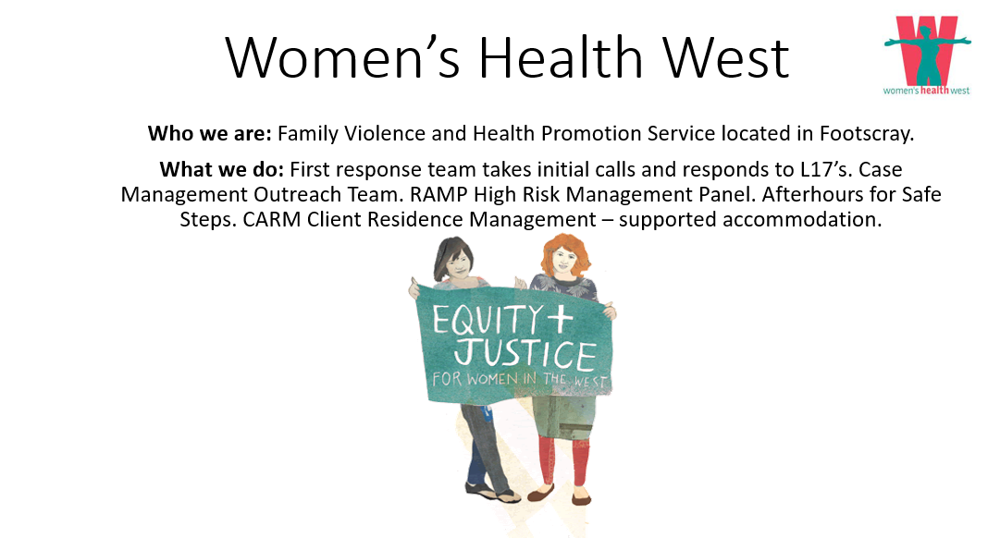 Women’s Health West
women's health west
Who we are: Family Violence and Health Promotion Service located in Footscray.
What we do: First response team takes initial calls and responds to L17’s. Case
Management Outreach Team. RAMP High Risk Management Panel. Afterhours for Safe
Steps. CARM Client Residence Management – supported accommodation.
EQUITY +
JUSTICE
FOR WOMEN IN THE WEST